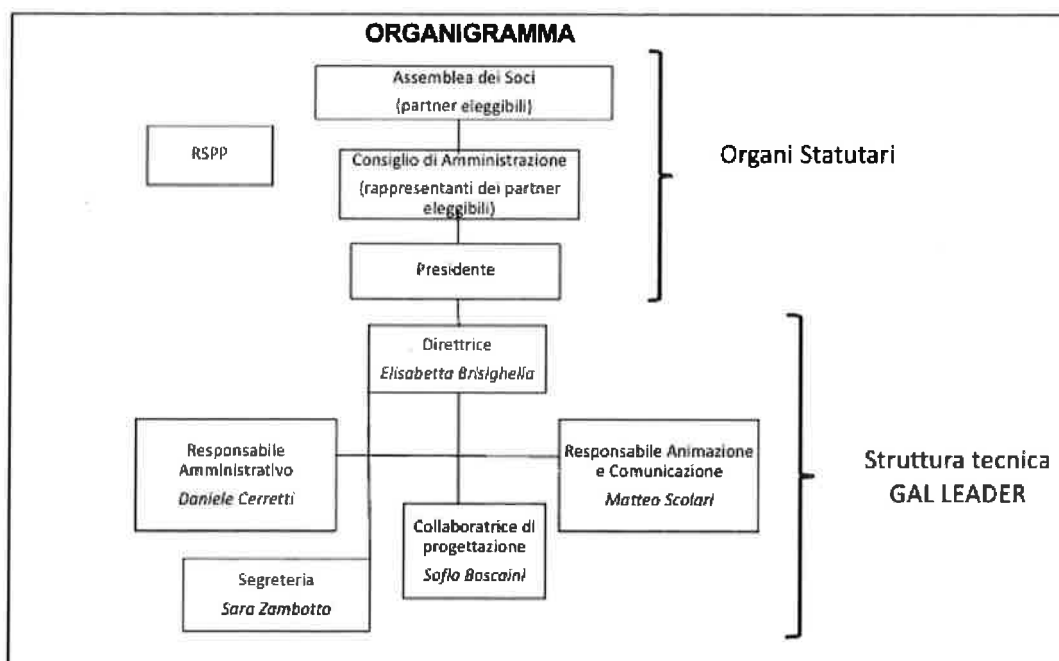 ORGANIGRAMMA
Assemblea dei Soci
(partner eleggibili)
RSPP
Consiglio di Amministrazione
(rappresentanti dei partner
eleggibili)
Organi Statutari
Presidente
Direttrice
Elisabetta Brisighella
Responsabile
Amministrativo
Daniele Cerretti
Responsabile Animazione
e Comunicazione
Matteo Scolari
Struttura tecnica
GAL LEADER
Collaboratrice di
progettazione
Sofia Boscaini
Segreteria
Sara Zambotto